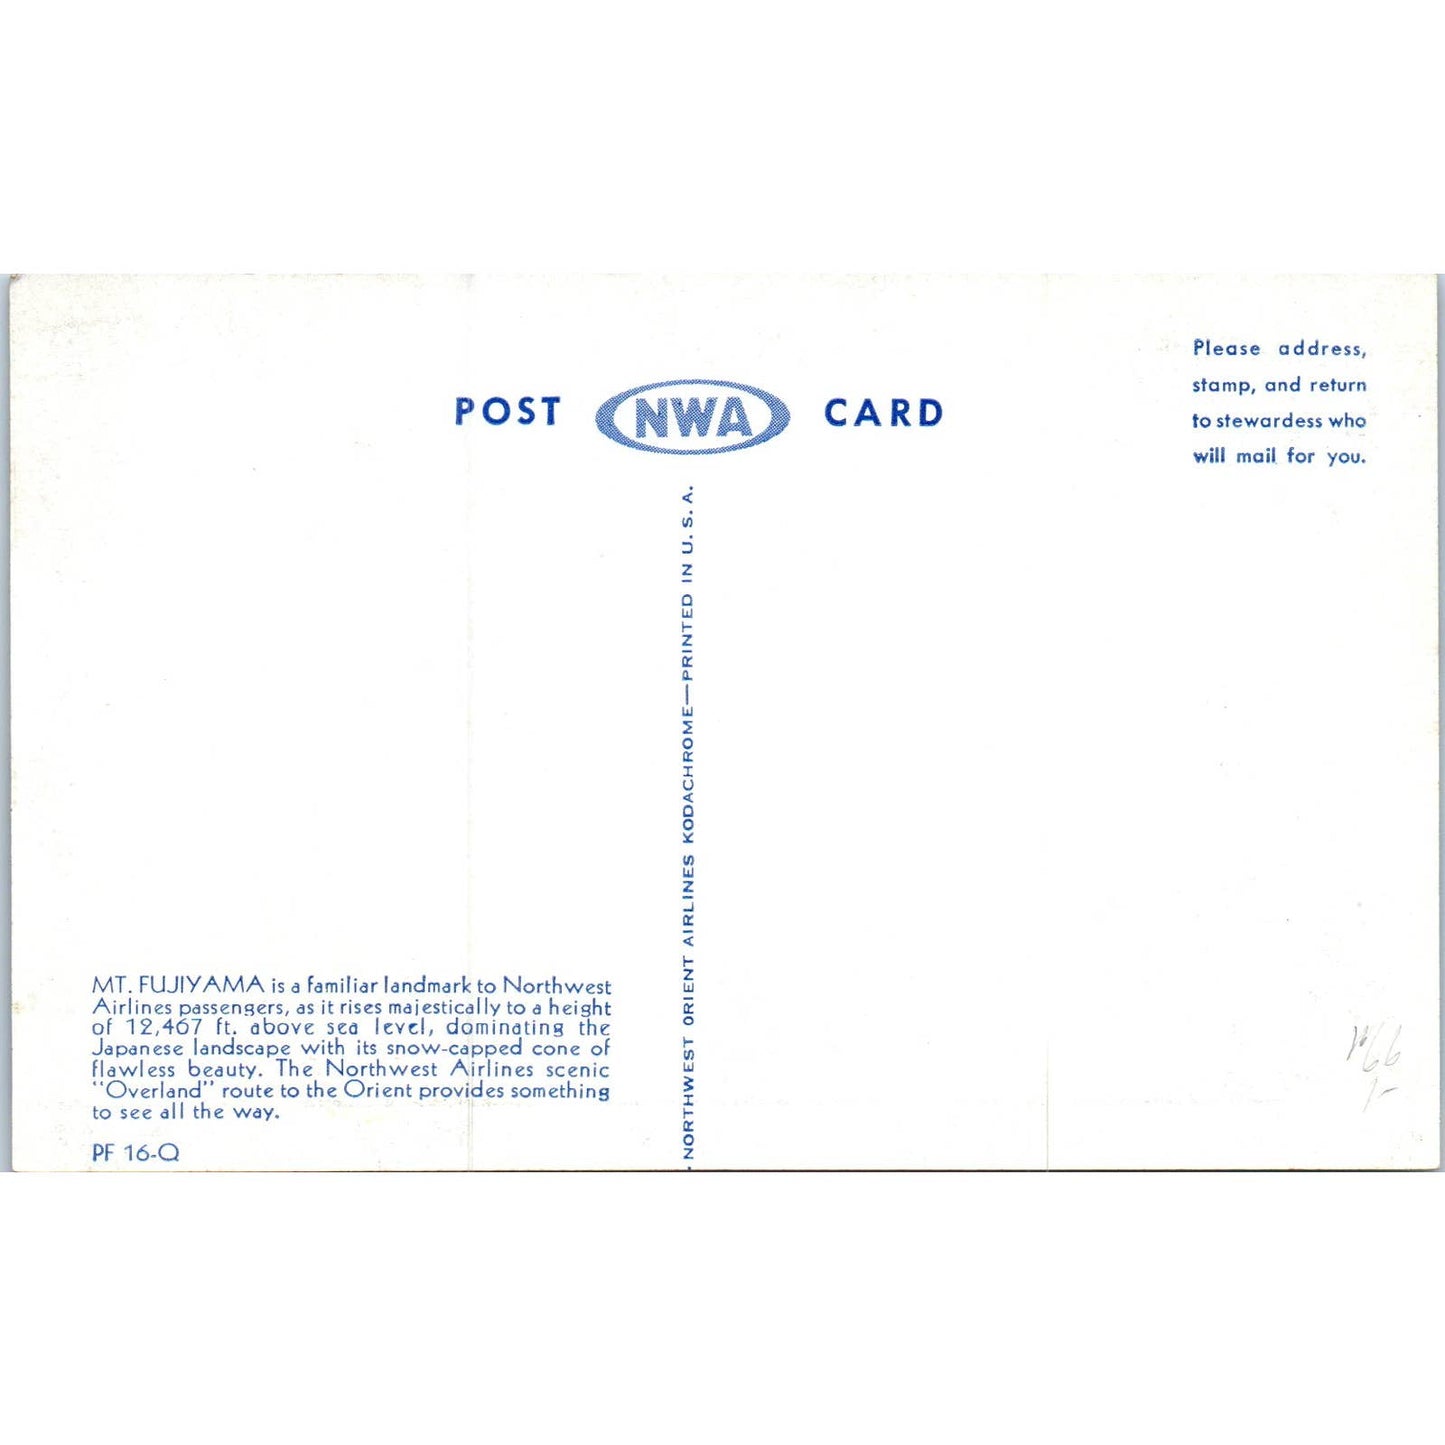 POST NWA CARD
Please address,
stamp, and return
to stewardess who
will mail for you.
NORTHWEST ORIENT AIRLINES KODACHROME—PRINTED IN U. S. A.
MT. FUJIYAMA is a familiar landmark to Northwest
Airlines passengers, as it rises majestically to a height
of 12,467 ft. above sea level, dominating the
Japanese landscape with its snow-capped cone of
flawless beauty. The Northwest Airlines scenic
"Overland" route to the Orient provides something
to see all the way.
PF 16-Q